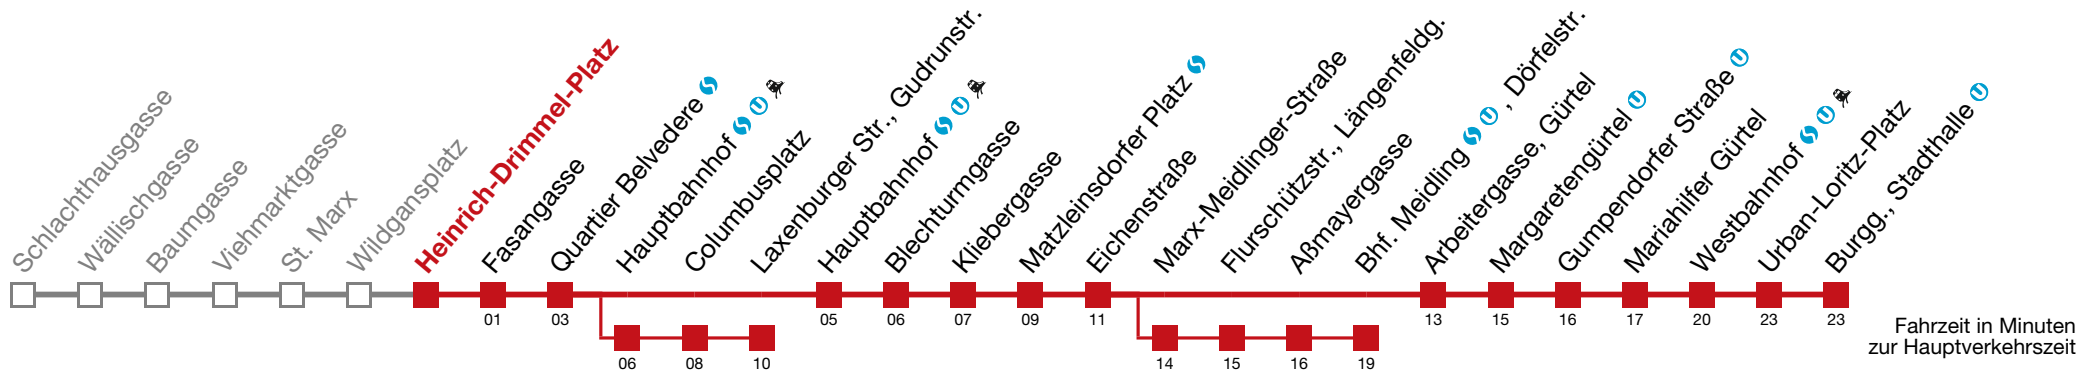 Schlachthausgasse
Wällischgasse
Baumgasse
Viehmarktgasse
St. Marx
Wildgansplatz
Heinrich-Drimmel-Platz
Fasangasse
Quartier Belvedere S
Hauptbahnhof S U
Columbusplatz
Laxenburger Str., Gudrunstr.
Hauptbahnhof S U
Blechturmgasse
Kliebergasse
Matzleinsdorfer Platz S
Eichenstraße
Marx-Meidlinger-Straße
Flurschützstr., Längenfeldg.
Aßmayergasse
Bhf. Meidling S U , Dörfelstr.
Arbeitergasse, Gürtel
Margaretengürtel U
Gumpendorfer Straße U
Mariahilfer Gürtel
Westbahnhof S U
Urban-Loritz-Platz
Burgg., Stadthalle U
01 03 05 06 07 09 11 13 15 16 17 20 23 23
06 08 10 14 15 16 19
Fahrzeit in Minuten
zur Hauptverkehrszeit